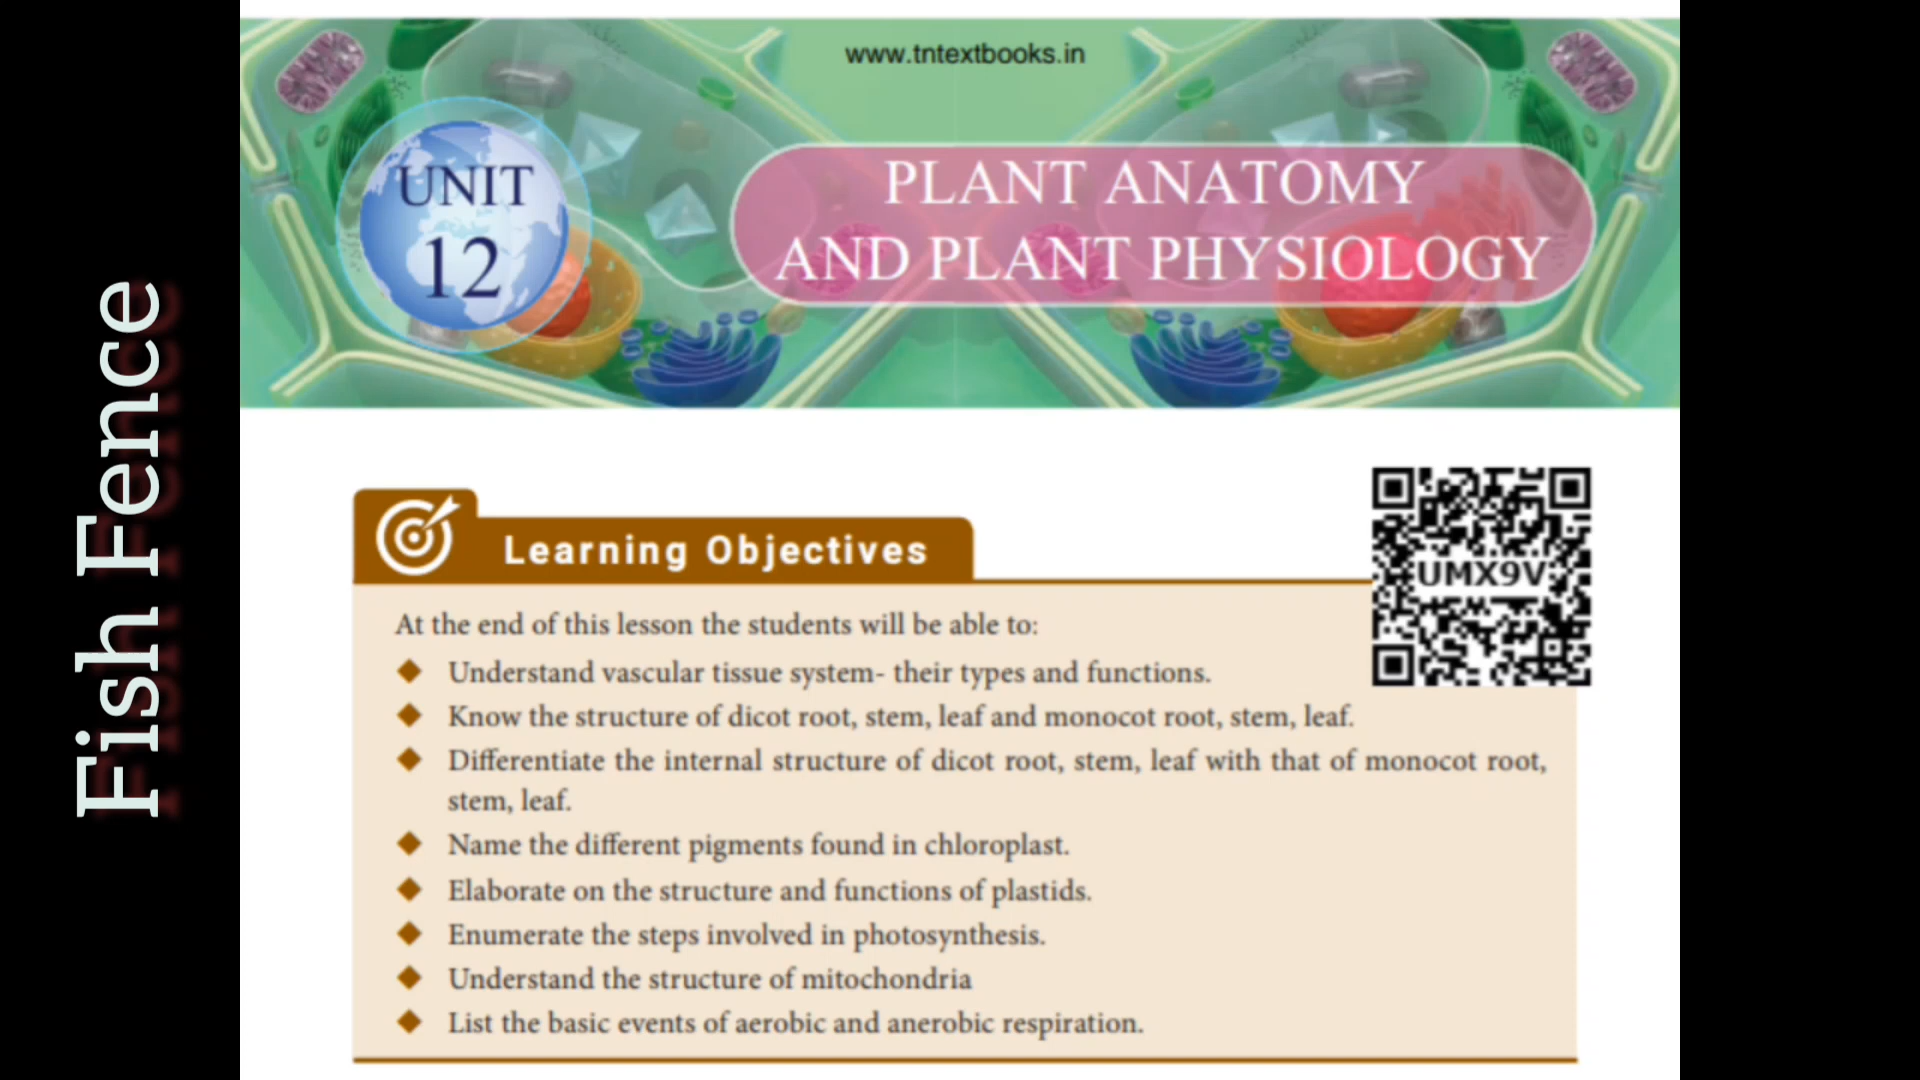 Fish Fence
www.tntextbooks.in
UNIT
12
PLANT ANATOMY
AND PLANT PHYSIOLOGY
Learning Objectives
UMX9V
At the end of this lesson the students will be able to:
Understand vascular tissue system- their types and functions.
Know the structure of dicot root, stem, leaf and monocot root, stem, leaf.
Differentiate the internal structure of dicot root, stem, leaf with that of monocot root,
stem, leaf.
Name the different pigments found in chloroplast.
Elaborate on the structure and functions of plastids.
Enumerate the steps involved in photosynthesis.
Understand the structure of mitochondria
List the basic events of aerobic and anerobic respiration.